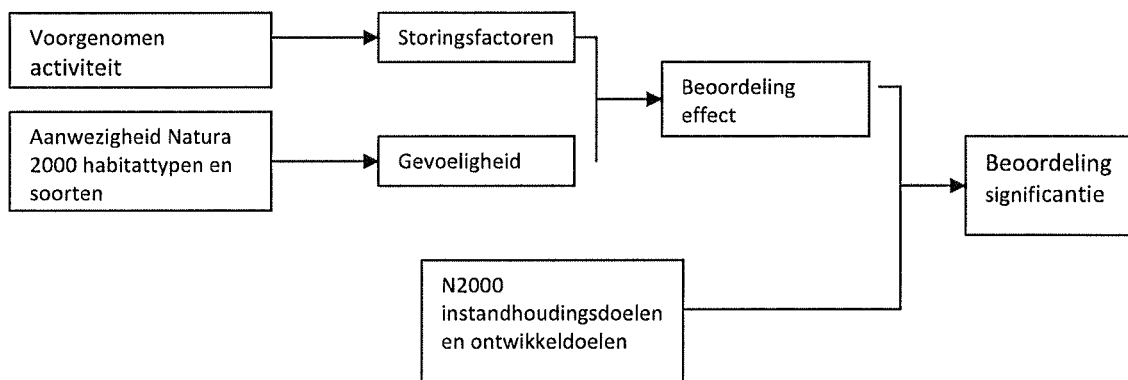 Voorgenomen
activiteit
Storingsfactoren
Beoordeling
effect
Aanwezigheid Natura
2000 habitattypen en
soorten
Gevoeligheid
Beoordeling
significantie
N2000
instandhoudingsdoelen
en ontwikkeldoelen